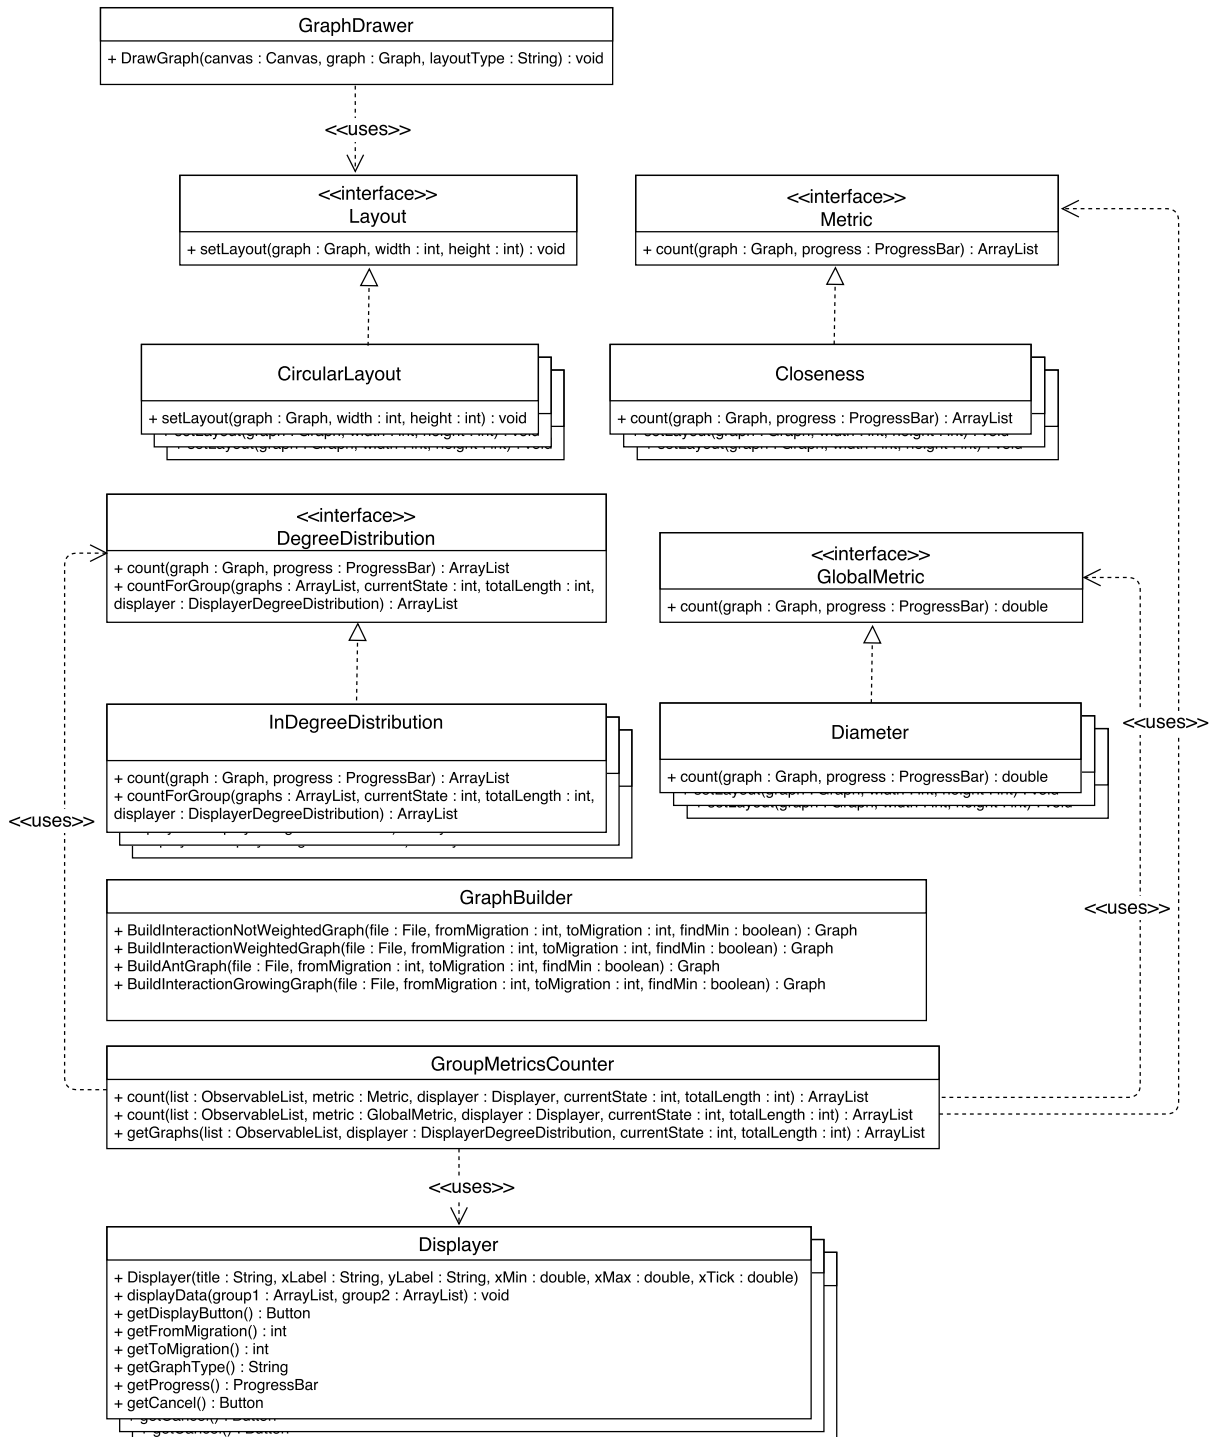 GraphDrawer
+ DrawGraph(canvas : Canvas, graph : Graph, layoutType : String) : void
<<uses>>
<<interface>>
Layout
+ setLayout(graph : Graph, width : int, height : int) : void
<<interface>>
Metric
+ count(graph : Graph, progress : ProgressBar) : ArrayList
CircularLayout
+ setLayout(graph : Graph, width : int, height : int) : void
Closeness
+ count(graph : Graph, progress : ProgressBar) : ArrayList
<<interface>>
DegreeDistribution
+ count(graph : Graph, progress : ProgressBar) : ArrayList
+ countForGroup(graphs : ArrayList, currentState : int, totalLength : int,
displayer : DisplayerDegreeDistribution) : ArrayList
<<interface>>
GlobalMetric
+ count(graph : Graph, progress : ProgressBar) : double
InDegreeDistribution
+ count(graph : Graph, progress : ProgressBar) : ArrayList
+ countForGroup(graphs : ArrayList, currentState : int, totalLength : int,
displayer : DisplayerDegreeDistribution) : ArrayList
Diameter
+ count(graph : Graph, progress : ProgressBar) : double
<<uses>>
<<uses>>
<<uses>>
GraphBuilder
+ BuildInteractionNotWeightedGraph(file : File, fromMigration : int, toMigration : int, findMin : boolean) : Graph
+ BuildInteractionWeightedGraph(file : File, fromMigration : int, toMigration : int, findMin : boolean) : Graph
+ BuildAntGraph(file : File, fromMigration : int, toMigration : int, findMin : boolean) : Graph
+ BuildInteractionGrowingGraph(file : File, fromMigration : int, toMigration : int, findMin : boolean) : Graph
GroupMetricsCounter
+ count(list : ObservableList, metric : Metric, displayer : Displayer, currentState : int, totalLength : int) : ArrayList
+ count(list : ObservableList, metric : GlobalMetric, displayer : Displayer, currentState : int, totalLength : int) : ArrayList
+ getGraphs(list : ObservableList, displayer : DisplayerDegreeDistribution, currentState : int, totalLength : int) : ArrayList
<<uses>>
Displayer
+ Displayer(title : String, xLabel : String, yLabel : String, xMin : double, xMax : double, xTick : double)
+ displayData(group1 : ArrayList, group2 : ArrayList) : void
+ getDisplayButton() : Button
+ getFromMigration() : int
+ getToMigration() : int
+ getGraphType() : String
+ getProgress() : ProgressBar
+ getCancel() : Button